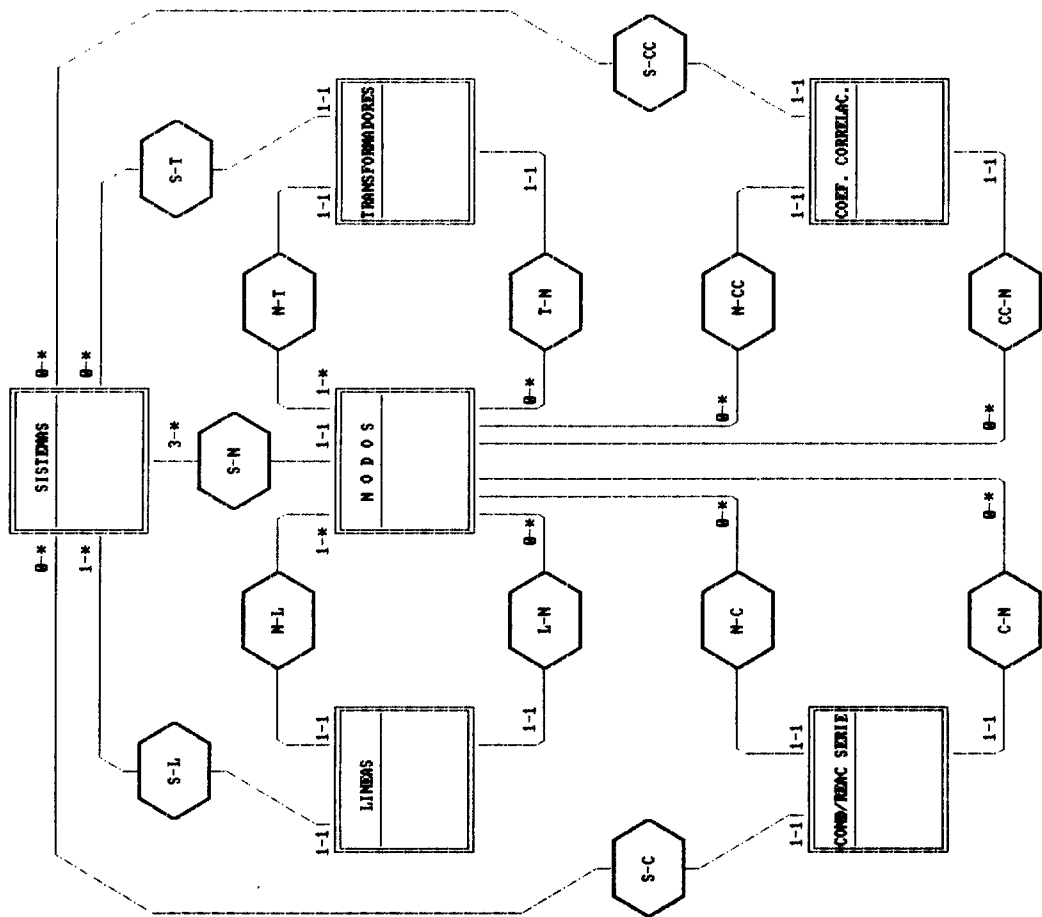 0-* SISTEMAS 0-*
1-* 0-*
3-*
S-L S-N S-T
N-L N-T
1-1 1-1 1-* 1-1 1-* 1-1 1-1
LINEAS N O D O S TRANSFORMADORES
1-1 0-* 0-* 1-1
L-N T-N
S-C S-CC
0-* 0-*
N-C N-CC
1-1 1-1 1-1 1-1
COND/REAC SERIE COEF. CORRELAC.
1-1 0-* 0-* 1-1
C-N CC-N